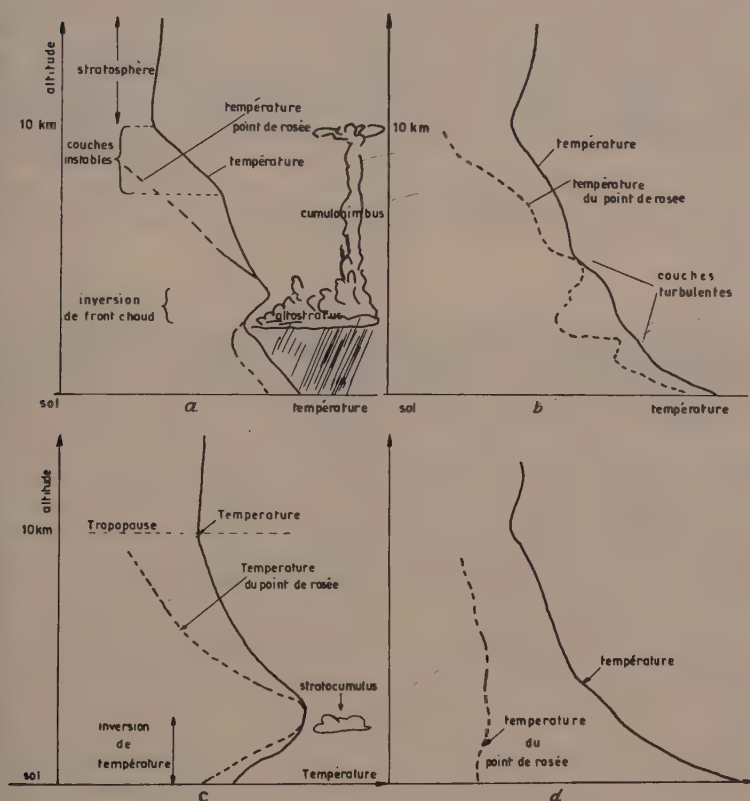 altitude
stratosphère
10 km
couches
instables
température
point de rosée
température
cumulonimbus
inversion
de front chaud
altostratus
sol
a
température
10 km
température
température
du point de rosée
couches
turbulentes
sol
b
température
altitude
10km
Tropopause
Temperature
Temperature
du point de rosée
stratocumulus
inversion
de
température
sol
Température
c
température
temperature
du
point de rosée
d